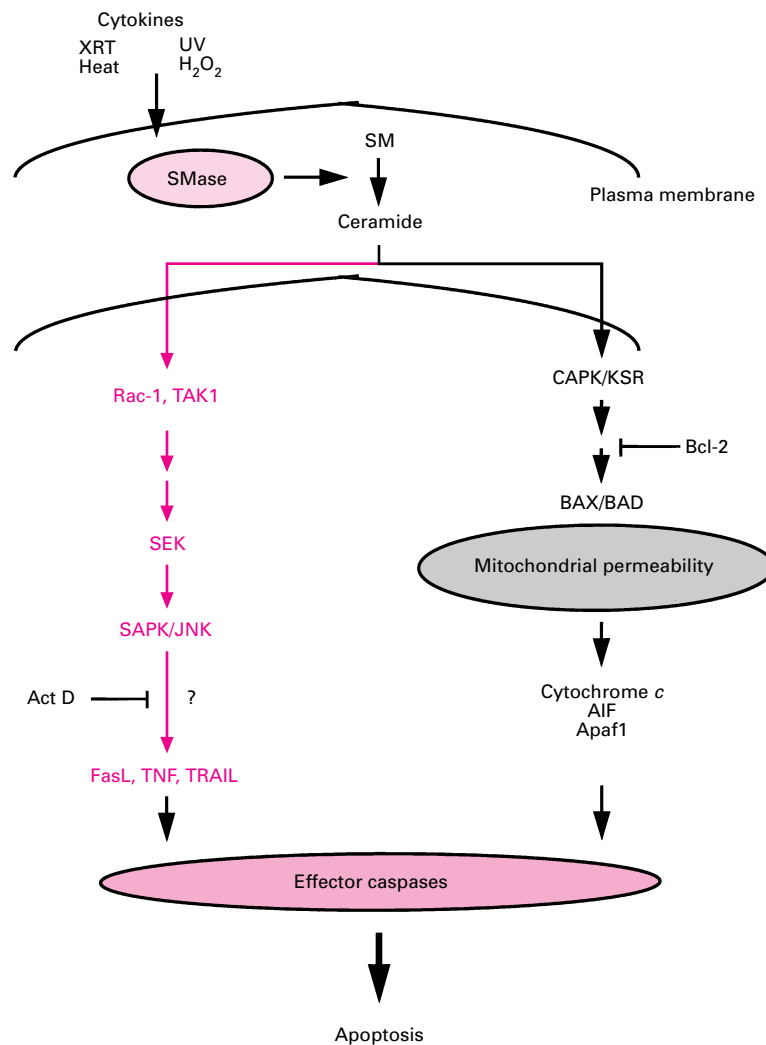 Cytokines
XRT
Heat
UV
H₂O₂
SM
SMase
Plasma membrane
Ceramide
CAPK/KSR
Rac-1, TAK1
Bcl-2
BAX/BAD
SEK
Mitochondrial permeability
SAPK/JNK
Act D
?
Cytochrome c
AIF
Apaf1
FasL, TNF, TRAIL
Effector caspases
Apoptosis